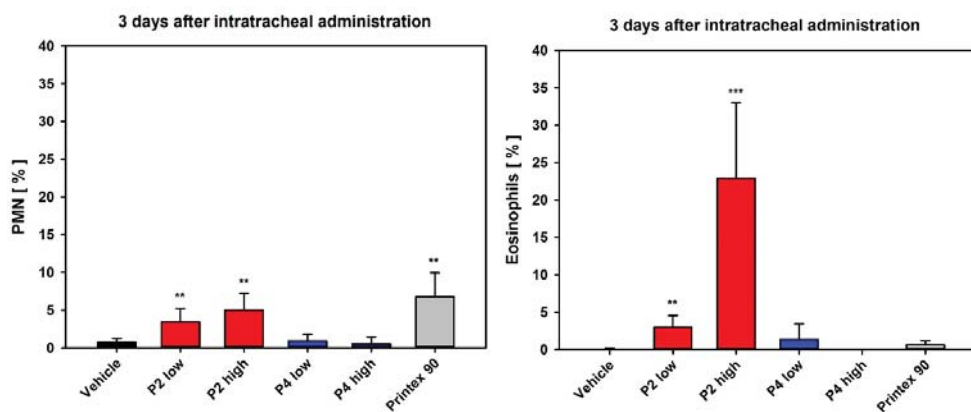 3 days after intratracheal administration
PMN [ % ]
40
35
30
25
20
15
10
5
0
**
**
**
Vehicle
P2 low
P2 high
P4 low
P4 high
Printex 90
3 days after intratracheal administration
Eosinophils [ % ]
40
35
30
25
20
15
10
5
0
**
***
Vehicle
P2 low
P2 high
P4 low
P4 high
Printex 90